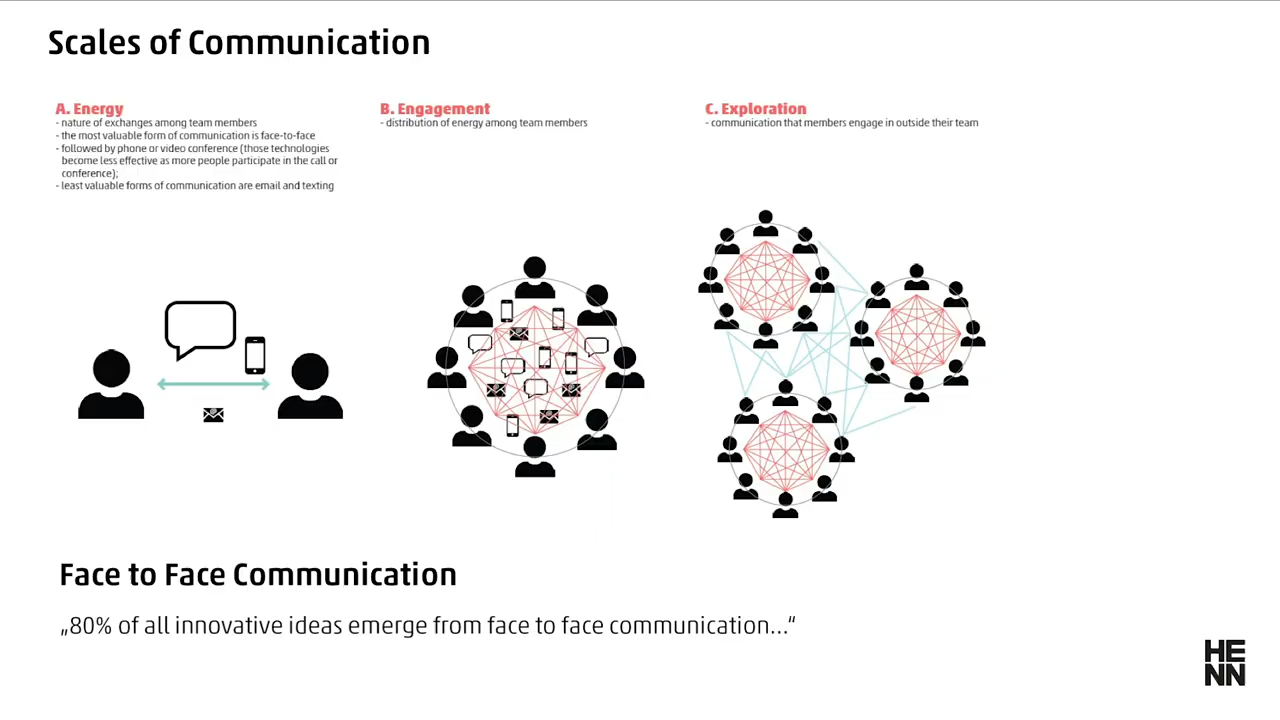 Scales of Communication
A. Energy
- nature of exchanges among team members
- the most valuable form of communication is face-to-face
- followed by phone or video conference (those technologies
become less effective as more people participate in the call or
conference);
- least valuable forms of communication are email and texting
B. Engagement
- distribution of energy among team members
C. Exploration
- communication that members engage in outside their team
Face to Face Communication
„80% of all innovative ideas emerge from face to face communication...“
HE
NN